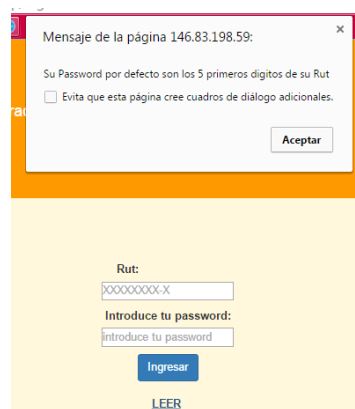 Mensaje de la página 146.83.198.59:
×
Su Password por defecto son los 5 primeros digitos de su Rut
Evita que esta página cree cuadros de diálogo adicionales.
Aceptar
Rut:
XXXXXXXX-X
Introduce tu password:
introduce tu password
Ingresar
LEER